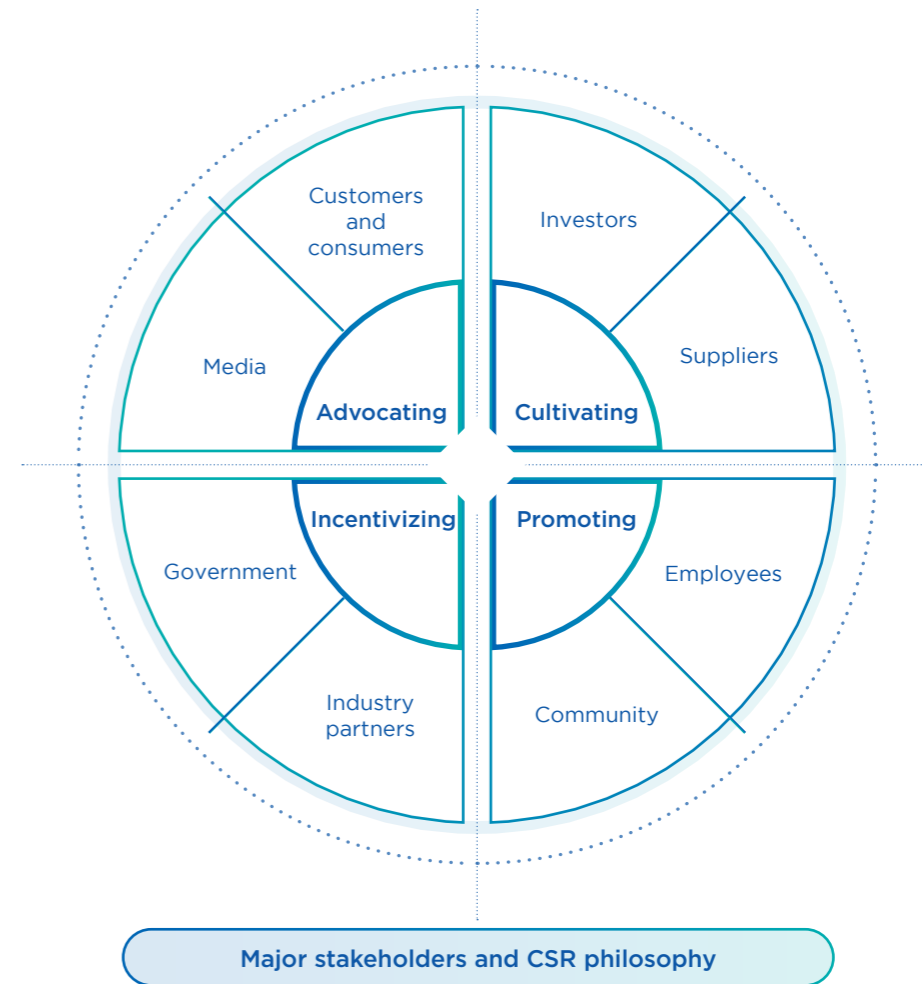 Customers
and
consumers
Investors
Media
Suppliers
Advocating
Cultivating
Incentivizing
Promoting
Government
Employees
Industry
partners
Community
Major stakeholders and CSR philosophy